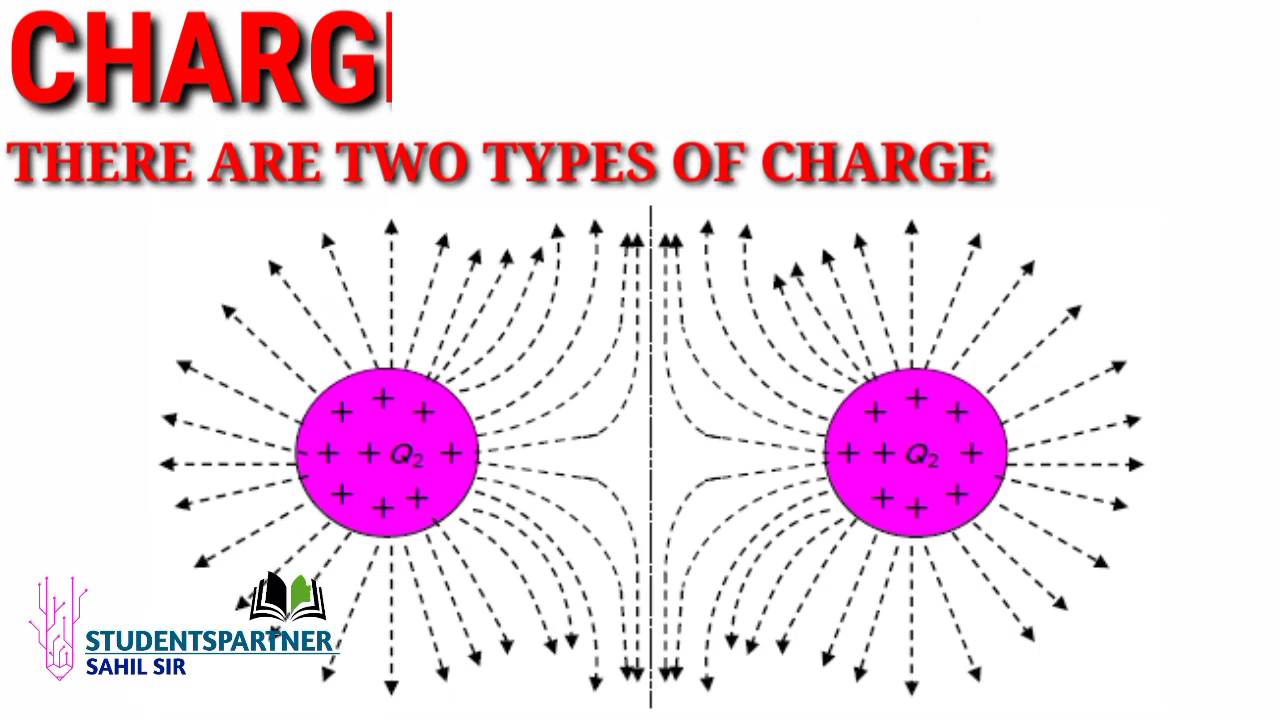 CHARG
THERE ARE TWO TYPES OF CHARGE
+ + +
+ + Q₂ +
+ + +
+ + +
+ + Q₂ +
+ + +
STUDENTSPARTNER
SAHIL SIR